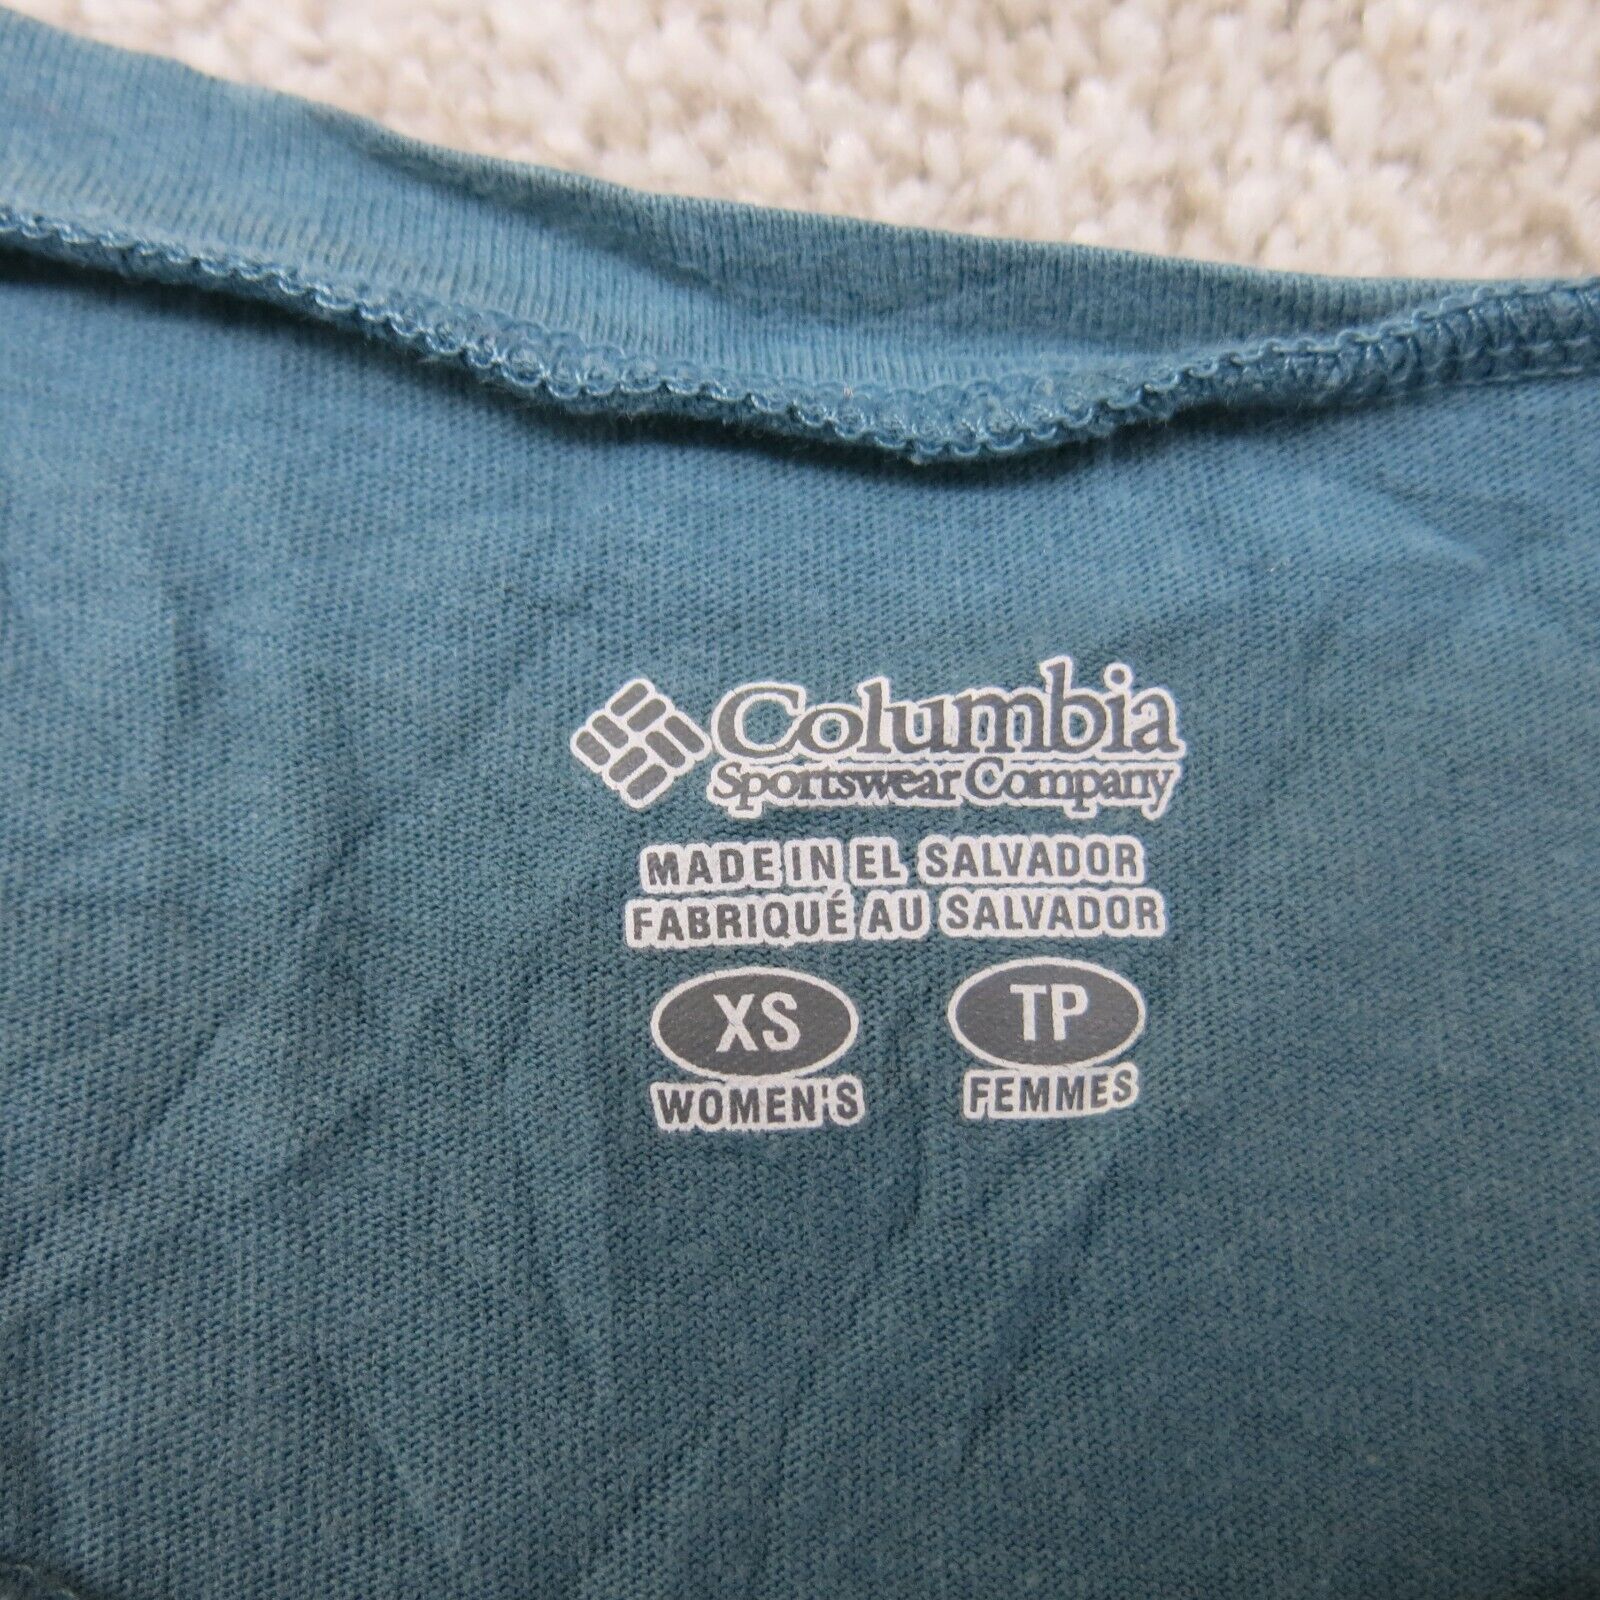 Columbia
Sportswear Company
MADE IN EL SALVADOR
FABRIQUÉ AU SALVADOR
XS TP
WOMEN'S FEMMES